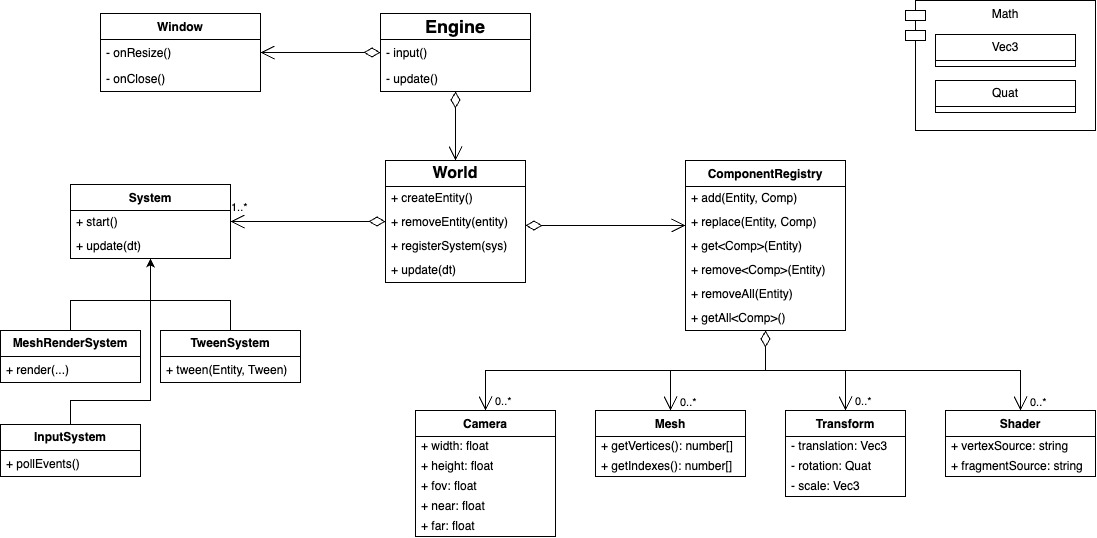 Window
- onResize()
- onClose()
Engine
- input()
- update()
Math
Vec3
Quat
World
+ createEntity()
+ removeEntity(entity)
+ registerSystem(sys)
+ update(dt)
System
+ start()
+ update(dt)
1..*
ComponentRegistry
+ add(Entity, Comp)
+ replace(Entity, Comp)
+ get<Comp>(Entity)
+ remove<Comp>(Entity)
+ removeAll(Entity)
+ getAll<Comp>()
MeshRenderSystem
+ render(...)
TweenSystem
+ tween(Entity, Tween)
InputSystem
+ pollEvents()
0..*
Camera
+ width: float
+ height: float
+ fov: float
+ near: float
+ far: float
0..*
Mesh
+ getVertices(): number[]
+ getIndexes(): number[]
0..*
Transform
- translation: Vec3
- rotation: Quat
- scale: Vec3
0..*
Shader
+ vertexSource: string
+ fragmentSource: string